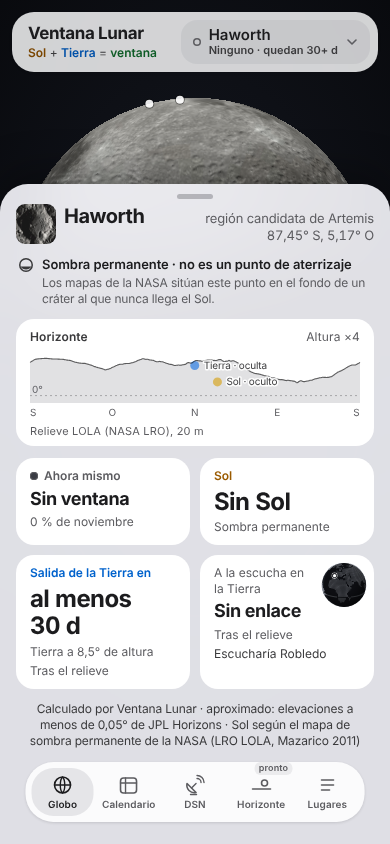 Ventana Lunar
Sol + Tierra = ventana
Haworth
Ninguno · quedan 30+ d
Haworth
región candidata de Artemis
87,45° S, 5,17° O
Sombra permanente · no es un punto de aterrizaje
Los mapas de la NASA sitúan este punto en el fondo de un
cráter al que nunca llega el Sol.
Horizonte
Altura ×4
Tierra · oculta
Sol · oculto
0°
S O N E S
Relieve LOLA (NASA LRO), 20 m
Ahora mismo
Sin ventana
0 % de noviembre
Sol
Sin Sol
Sombra permanente
Salida de la Tierra en
al menos
30 d
Tierra a 8,5° de altura
Tras el relieve
A la escucha en
la Tierra
Sin enlace
Tras el relieve
Escucharía Robledo
Calculado por Ventana Lunar · aproximado: elevaciones a
menos de 0,05° de JPL Horizons · Sol según el mapa de
sombra permanente de la NASA (LRO LOLA, Mazarico 2011)
pronto
Globo Calendario DSN Horizonte Lugares